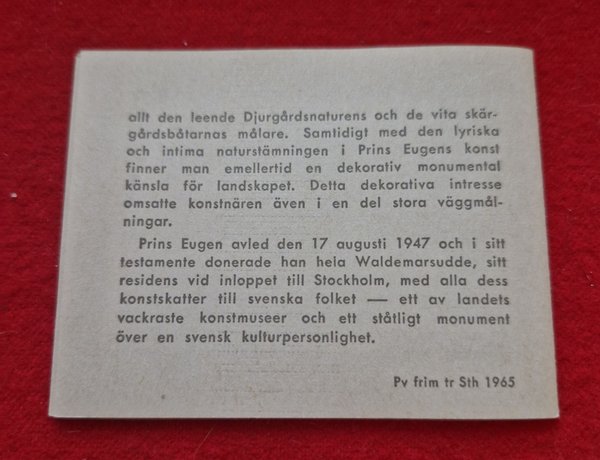 allt den leende Djurgårdsnaturens och de vita skär-
gårdsbåtarnas målare. Samtidigt med den lyriska
och intima naturstämningen i Prins Eugens konst
finner man emellertid en dekorativ monumental
känsla för landskapet. Detta dekorativa intresse
omsatte konstnären även i en del stora väggmål-
ningar.
Prins Eugen avled den 17 augusti 1947 och i sitt
testamente donerade han hela Waldemarsudde, sitt
residens vid inloppet till Stockholm, med alla dess
konstskatter till svenska folket — ett av landets
vackraste konstmuseer och ett ståtligt monument
över en svensk kulturpersonlighet.
Pv frim tr Sth 1965